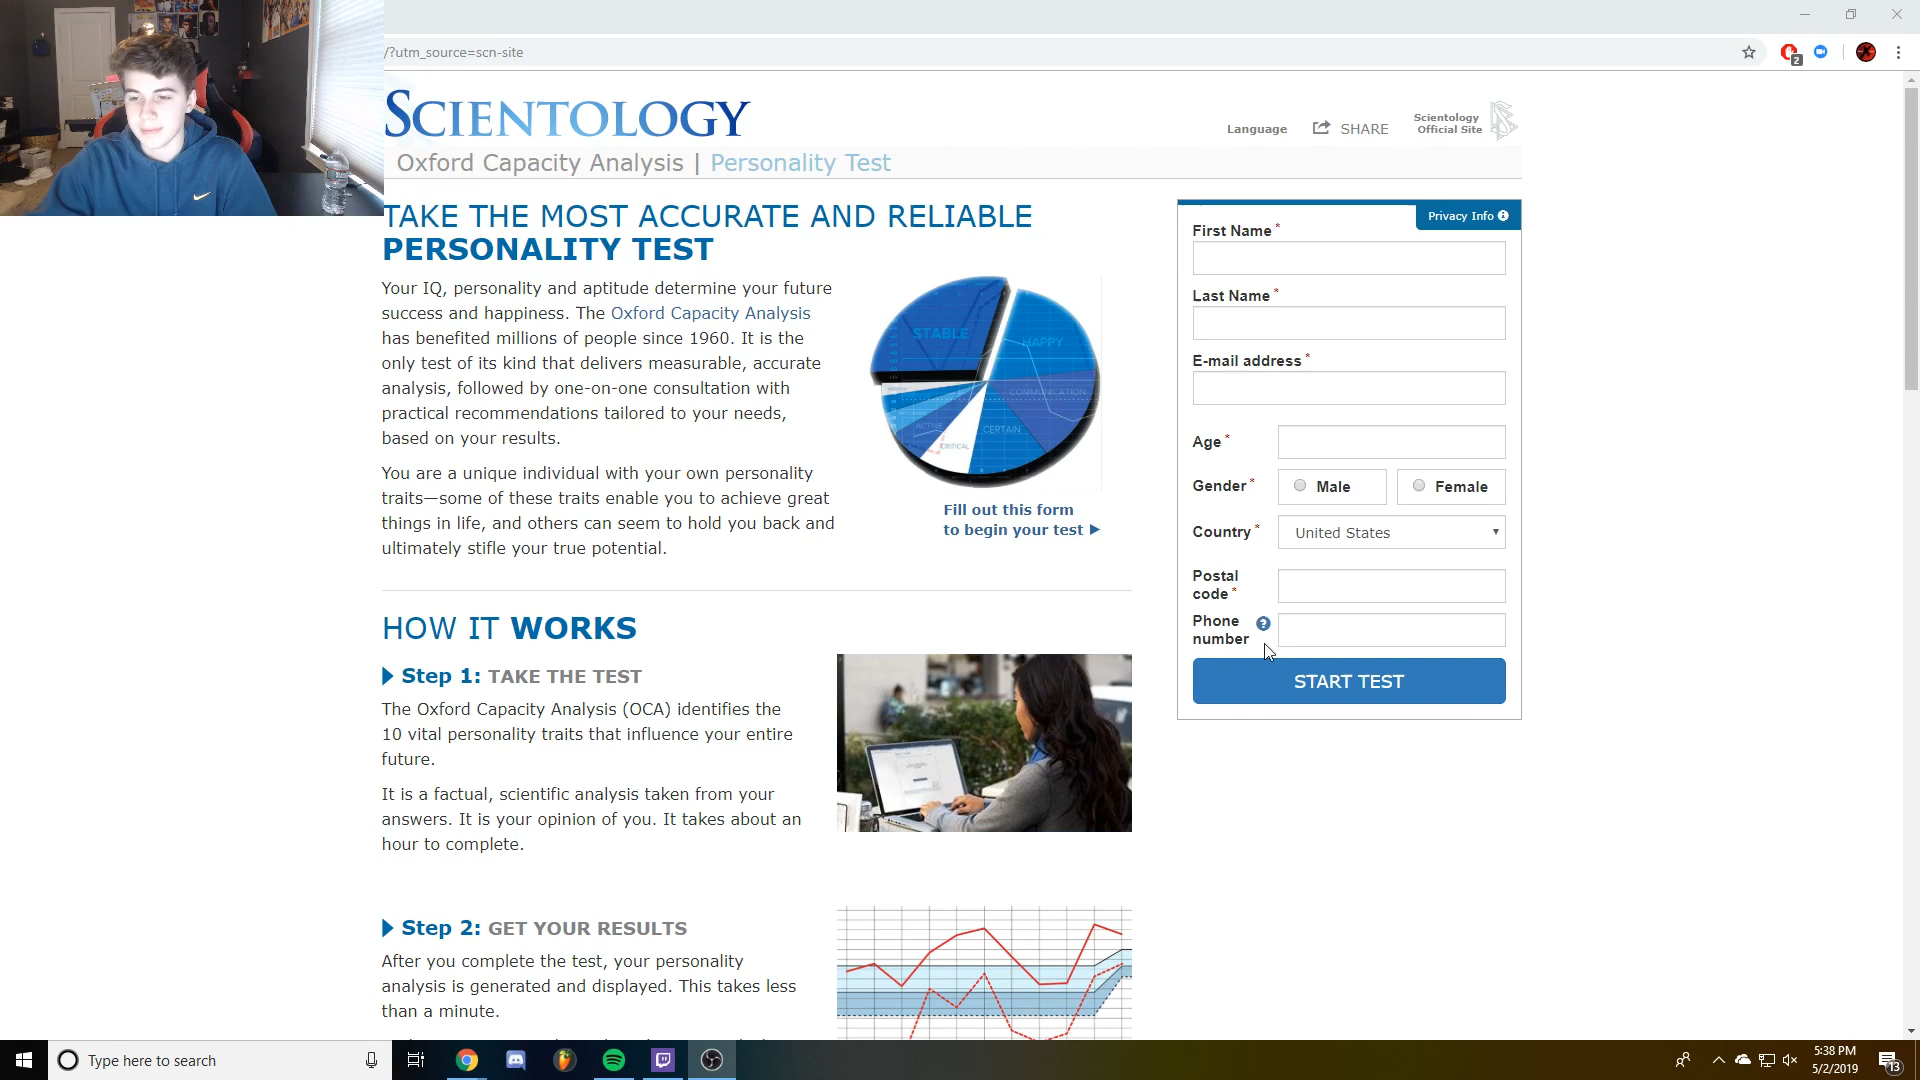 /?utm_source=scn-site
2
SCIENTOLOGY
Language
SHARE
Scientology
Official Site
Oxford Capacity Analysis | Personality Test
TAKE THE MOST ACCURATE AND RELIABLE
PERSONALITY TEST
Your IQ, personality and aptitude determine your future
success and happiness. The Oxford Capacity Analysis
has benefited millions of people since 1960. It is the
only test of its kind that delivers measurable, accurate
analysis, followed by one-on-one consultation with
practical recommendations tailored to your needs,
based on your results.
You are a unique individual with your own personality
traits—some of these traits enable you to achieve great
things in life, and others can seem to hold you back and
ultimately stifle your true potential.
STABLE
HAPPY
COMMUNICATION
CERTAIN
ACTIVE
CRITICAL
Fill out this form
to begin your test ▶
Privacy Info
First Name *
Last Name *
E-mail address *
Age *
Gender *
Male
Female
Country *
United States
Postal
code *
Phone
number
?
START TEST
HOW IT WORKS
Step 1: TAKE THE TEST
The Oxford Capacity Analysis (OCA) identifies the
10 vital personality traits that influence your entire
future.
It is a factual, scientific analysis taken from your
answers. It is your opinion of you. It takes about an
hour to complete.
Step 2: GET YOUR RESULTS
After you complete the test, your personality
analysis is generated and displayed. This takes less
than a minute.
Type here to search
5:38 PM
5/2/2019
13